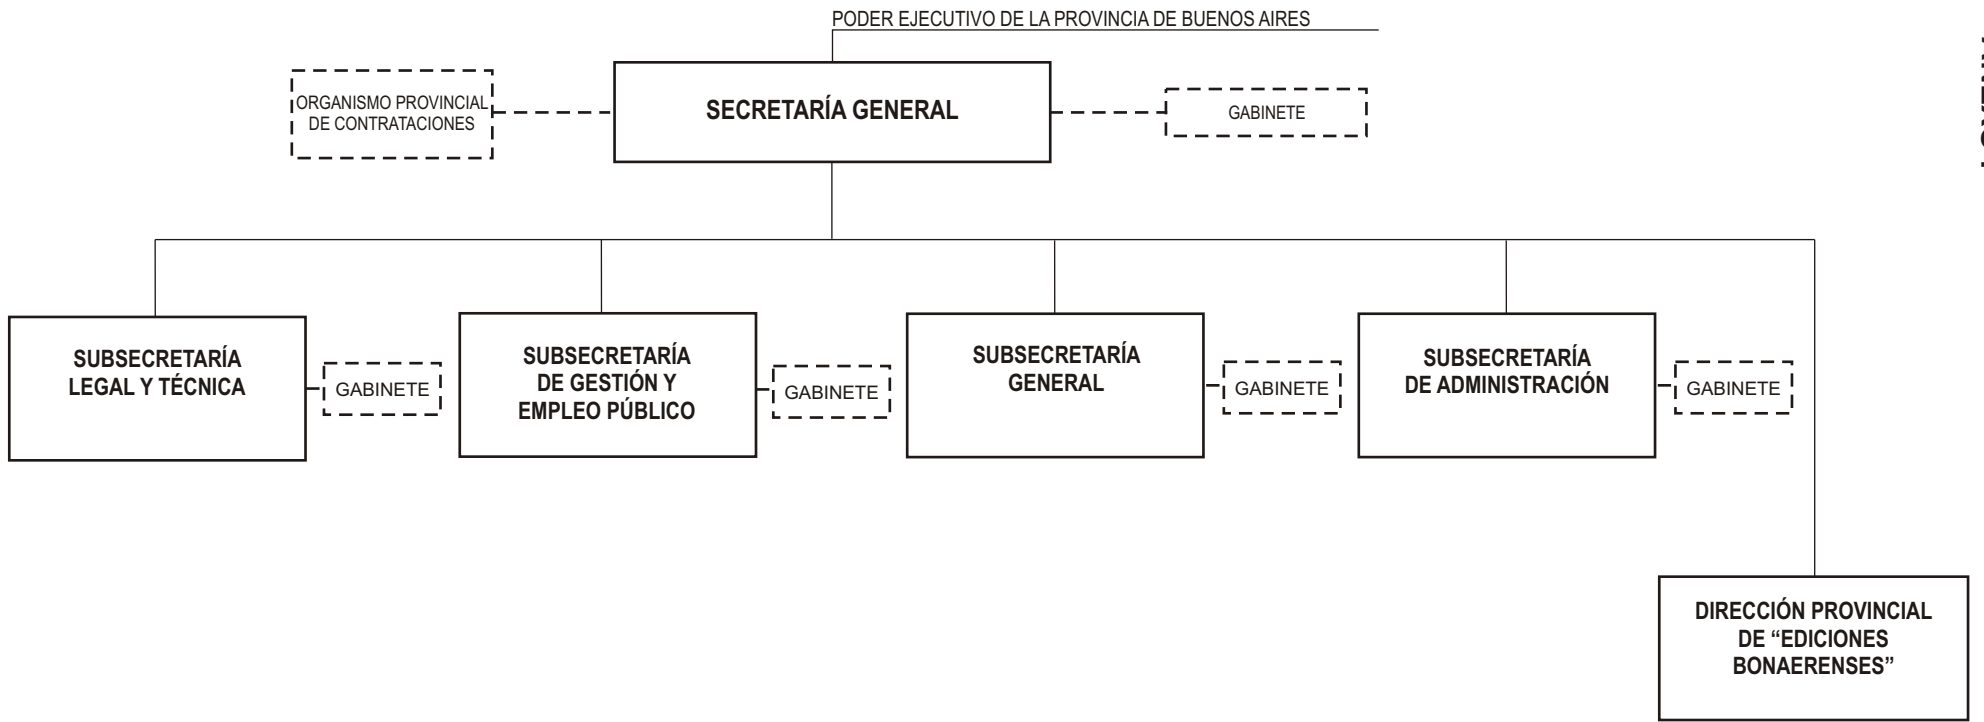 PODER EJECUTIVO DE LA PROVINCIA DE BUENOS AIRES
ORGANISMO PROVINCIAL
DE CONTRATACIONES
SECRETARÍA GENERAL
GABINETE
SUBSECRETARÍA
LEGAL Y TÉCNICA
GABINETE
SUBSECRETARÍA
DE GESTIÓN Y
EMPLEO PÚBLICO
GABINETE
SUBSECRETARÍA
GENERAL
GABINETE
SUBSECRETARÍA
DE ADMINISTRACIÓN
GABINETE
DIRECCIÓN PROVINCIAL
DE “EDICIONES
BONAERENSES”